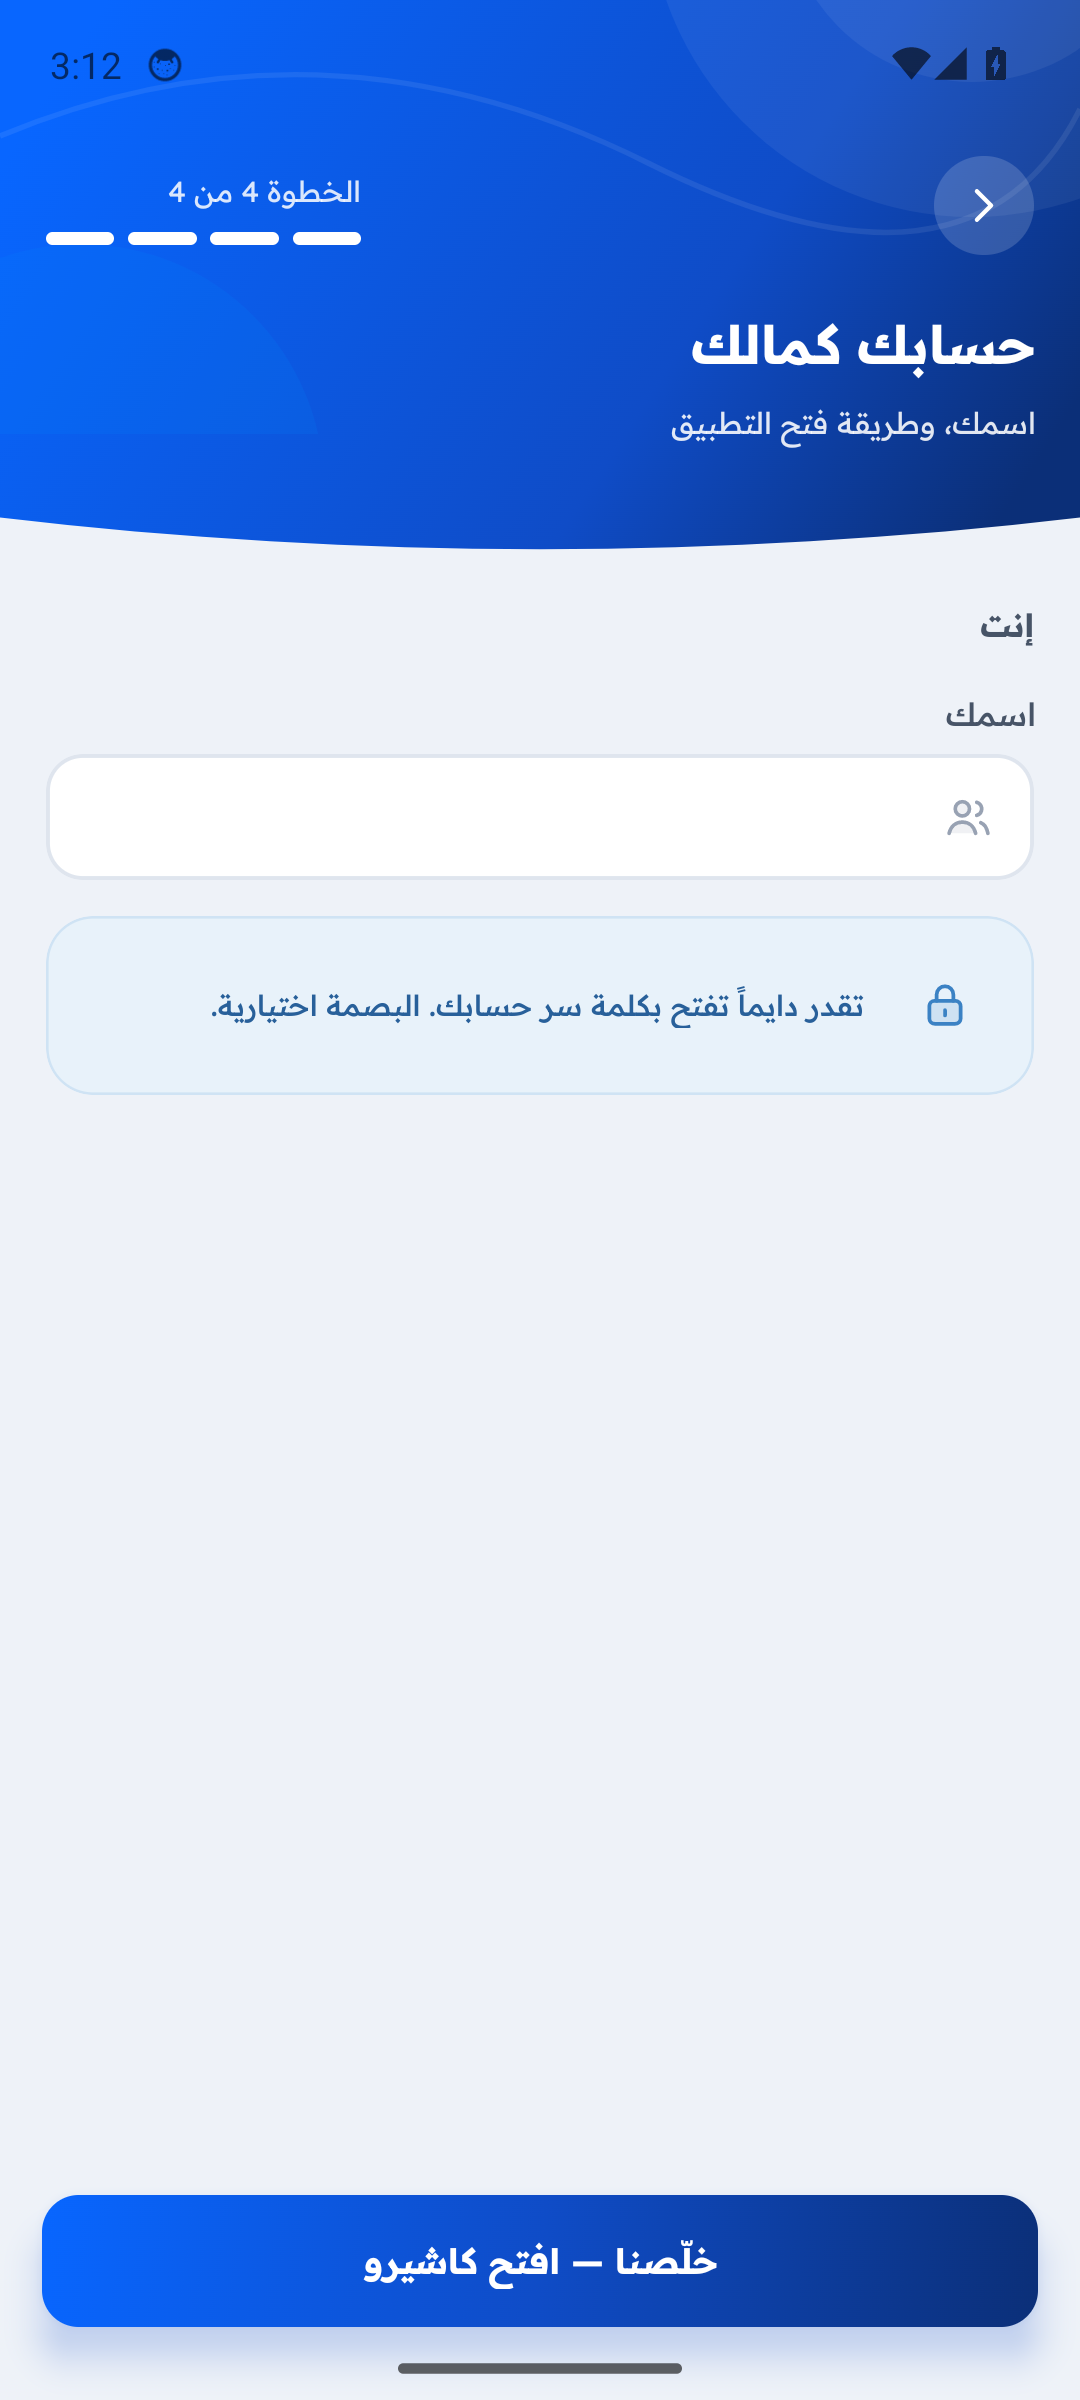 3:12
الخطوة 4 من 4
حسابك كمالك
اسمك، وطريقة فتح التطبيق
إنت
اسمك
تقدر دايماً تفتح بكلمة سر حسابك. البصمة اختيارية.
خلّصنا — افتح كاشيرو